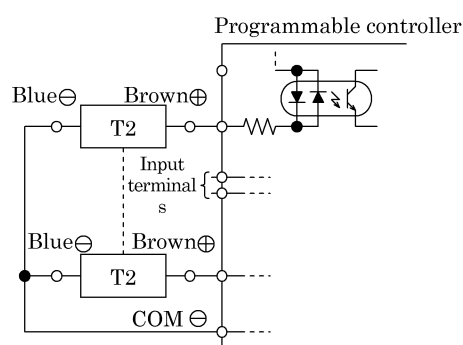 Programmable controller
Blue⊖ Brown⊕
T2
Input
terminal
s
Blue⊖ Brown⊕
T2
COM ⊖